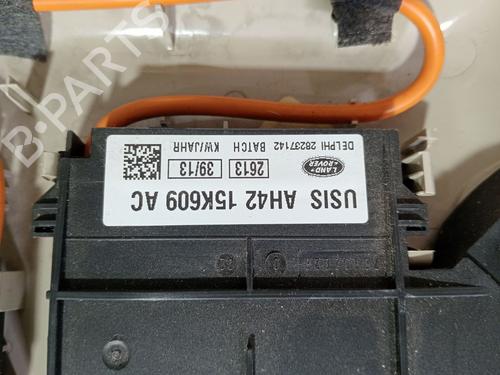 USIS AH42 15K609 AC
LAND
ROVER
2613
39/13
DELPHI 28237142 BATCH KW/JAHR
B-PARTS